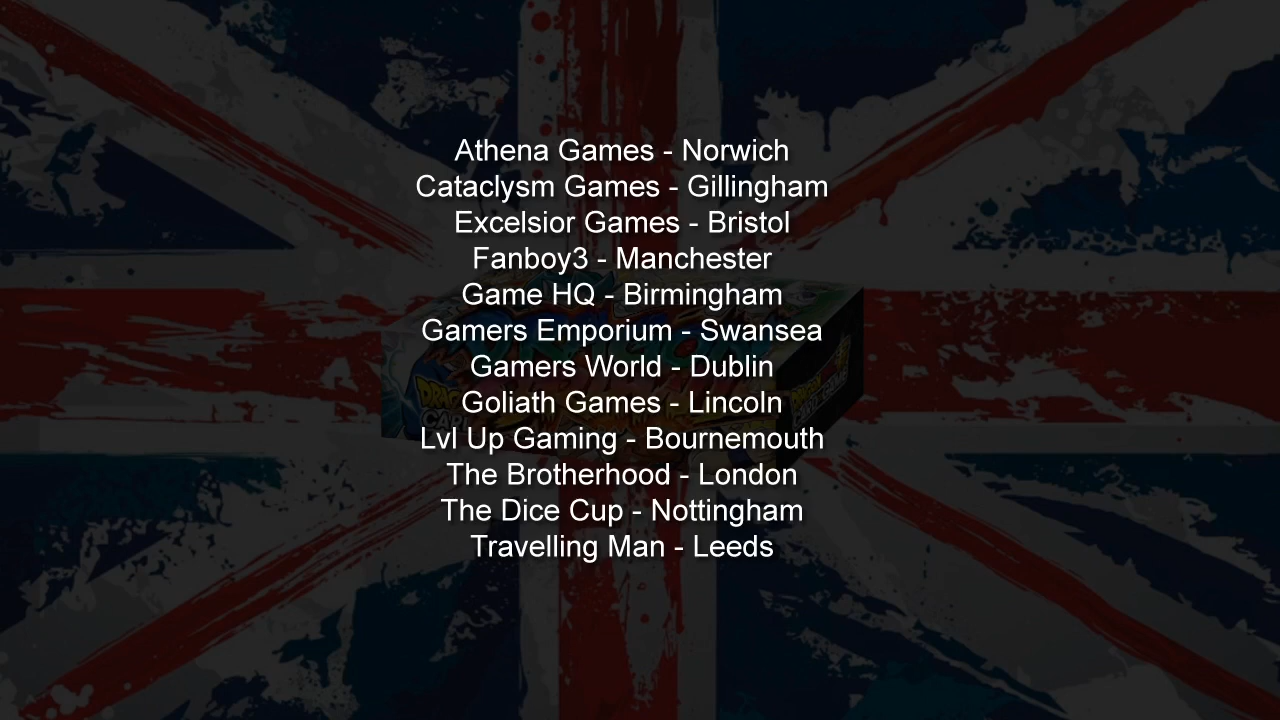 Athena Games - Norwich
Cataclysm Games - Gillingham
Excelsior Games - Bristol
Fanboy3 - Manchester
Game HQ - Birmingham
Gamers Emporium - Swansea
Gamers World - Dublin
Goliath Games - Lincoln
Lvl Up Gaming - Bournemouth
The Brotherhood - London
The Dice Cup - Nottingham
Travelling Man - Leeds